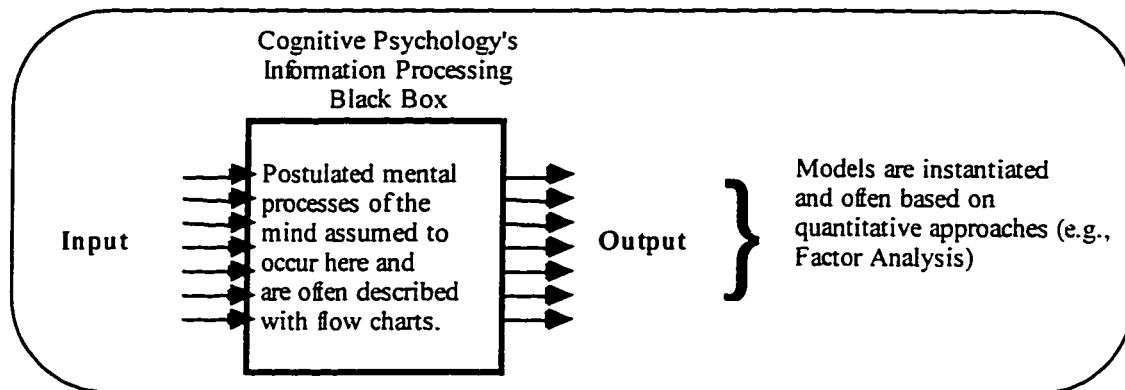 Cognitive Psychology's
Information Processing
Black Box
Input
Postulated mental
processes of the
mind assumed to
occur here and
are often described
with flow charts.
Output
Models are instantiated
and often based on
quantitative approaches (e.g.,
Factor Analysis)